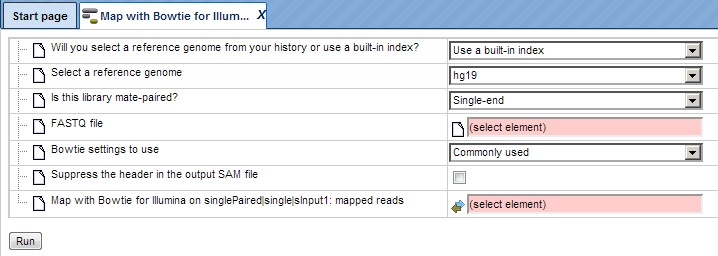 Start page
Map with Bowtie for Illum... X
Will you select a reference genome from your history or use a built-in index? Use a built-in index
Select a reference genome hg19
Is this library mate-paired? Single-end
FASTQ file (select element)
Bowtie settings to use Commonly used
Suppress the header in the output SAM file
Map with Bowtie for Illumina on singlePaired|single|sInput1: mapped reads (select element)
Run